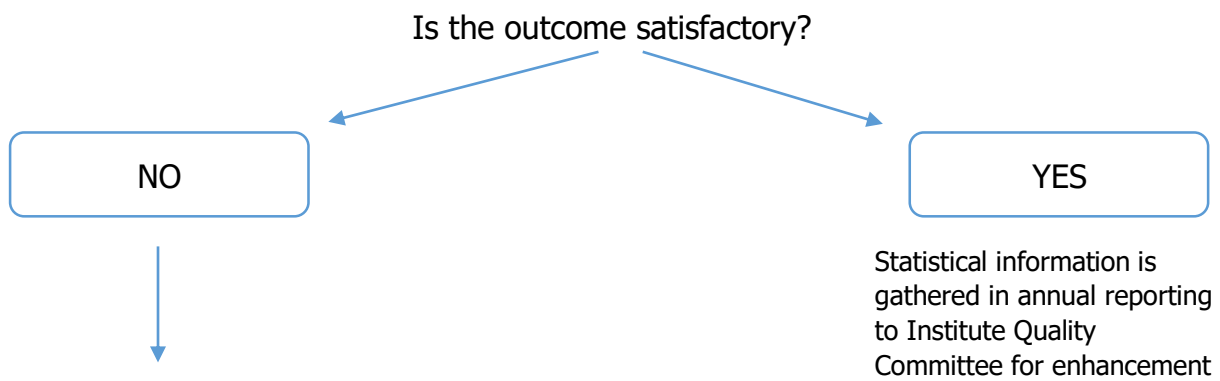 Is the outcome satisfactory?
NO
YES
Statistical information is
gathered in annual reporting
to Institute Quality
Committee for enhancement